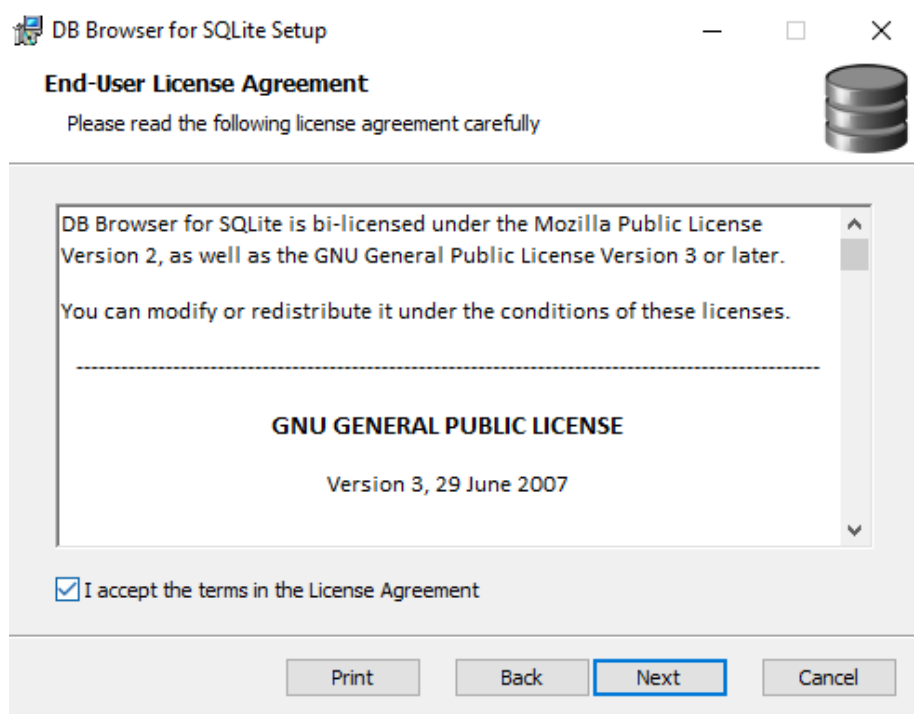 DB Browser for SQLite Setup
End-User License Agreement
Please read the following license agreement carefully
DB Browser for SQLite is bi-licensed under the Mozilla Public License
Version 2, as well as the GNU General Public License Version 3 or later.
You can modify or redistribute it under the conditions of these licenses.
--------------------------------------------------------------------------------
GNU GENERAL PUBLIC LICENSE
Version 3, 29 June 2007
I accept the terms in the License Agreement
Print Back Next Cancel